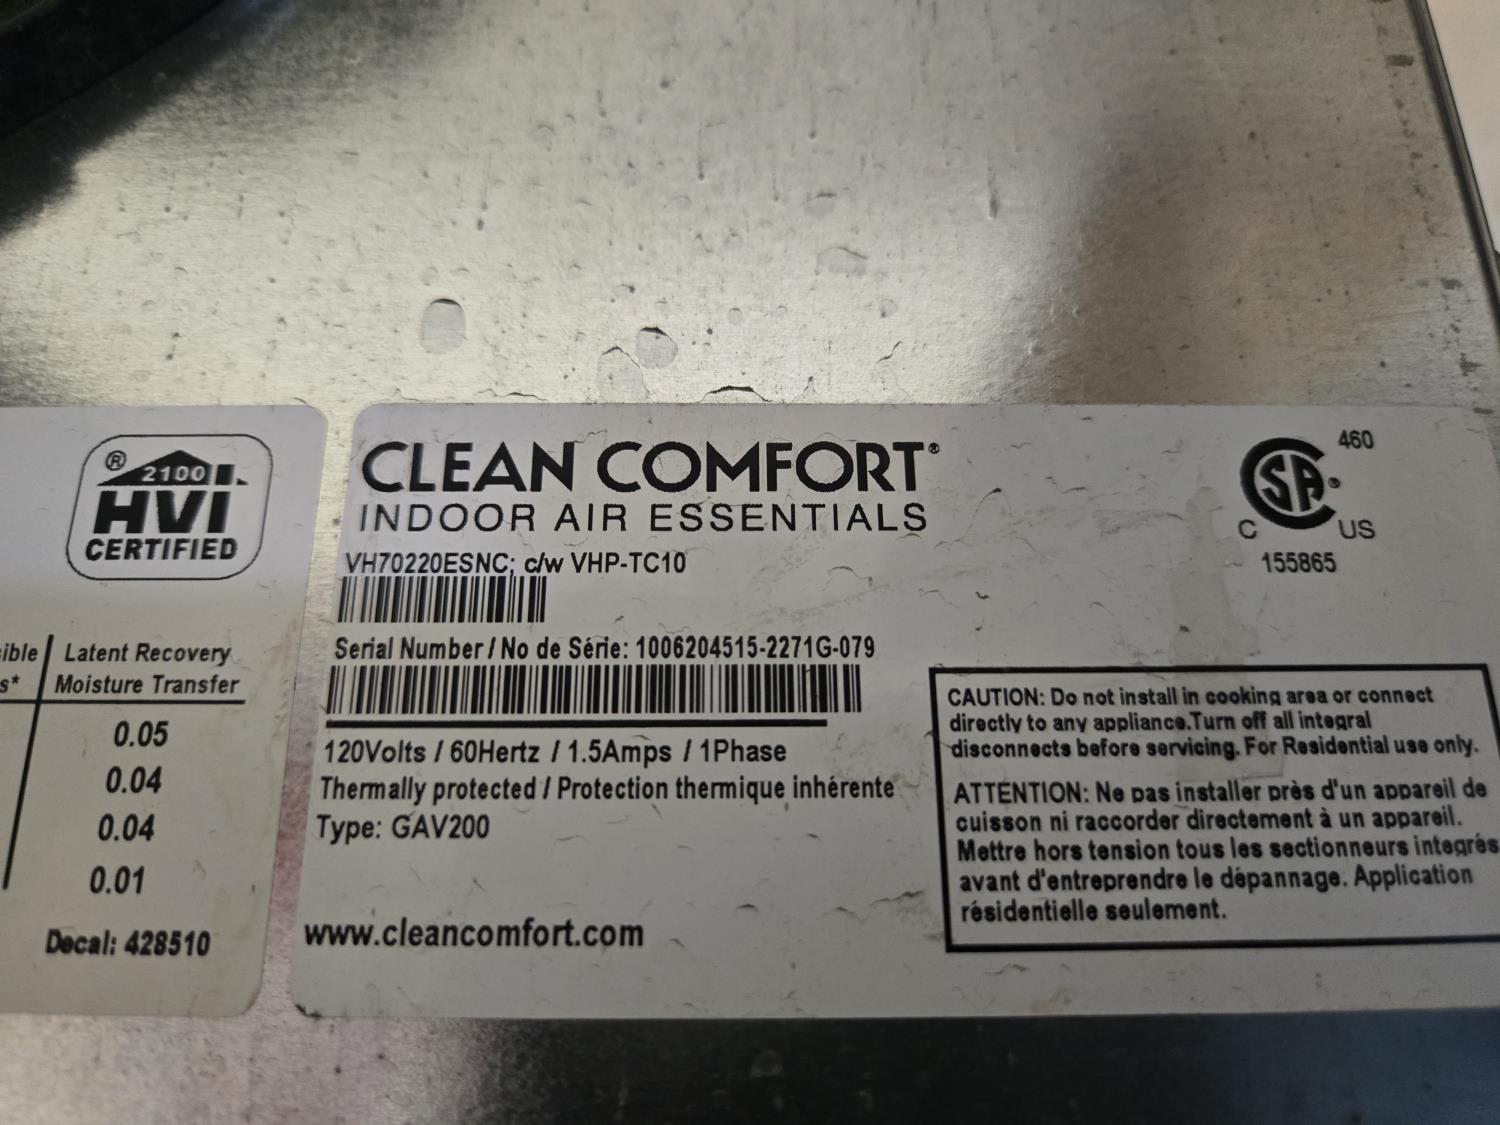 ® 2100
HVI
CERTIFIED
Latent Recovery
s* Moisture Transfer
0.05
0.04
0.04
0.01
Decal: 428510
CLEAN COMFORT®
INDOOR AIR ESSENTIALS
VH70220ESNC; c/w VHP-TC10
Serial Number / No de Série: 1006204515-2271G-079
120Volts / 60Hertz / 1.5Amps / 1Phase
Thermally protected / Protection thermique inhérente
Type: GAV200
www.cleancomfort.com
460
CSA®
C US
155865
CAUTION: Do not install in cooking area or connect
directly to any appliance.Turn off all integral
disconnects before servicing. For Residential use only.
ATTENTION: Ne pas installer près d'un appareil de
cuisson ni raccorder directement à un appareil.
Mettre hors tension tous les sectionneurs integrés
avant d'entreprendre le dépannage. Application
résidentielle seulement.